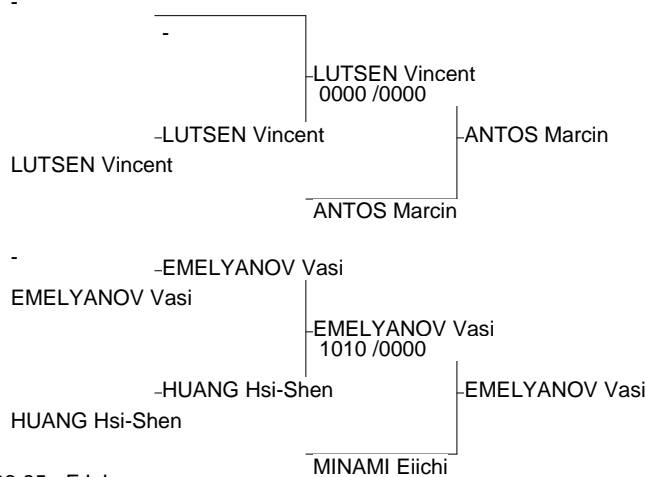 -
-
LUTSEN Vincent
0000 /0000
LUTSEN Vincent
ANTOS Marcin
LUTSEN Vincent
ANTOS Marcin
-
EMELYANOV Vasi
EMELYANOV Vasi
EMELYANOV Vasi
1010 /0000
HUANG Hsi-Shen
EMELYANOV Vasi
HUANG Hsi-Shen
MINAMI Eiichi